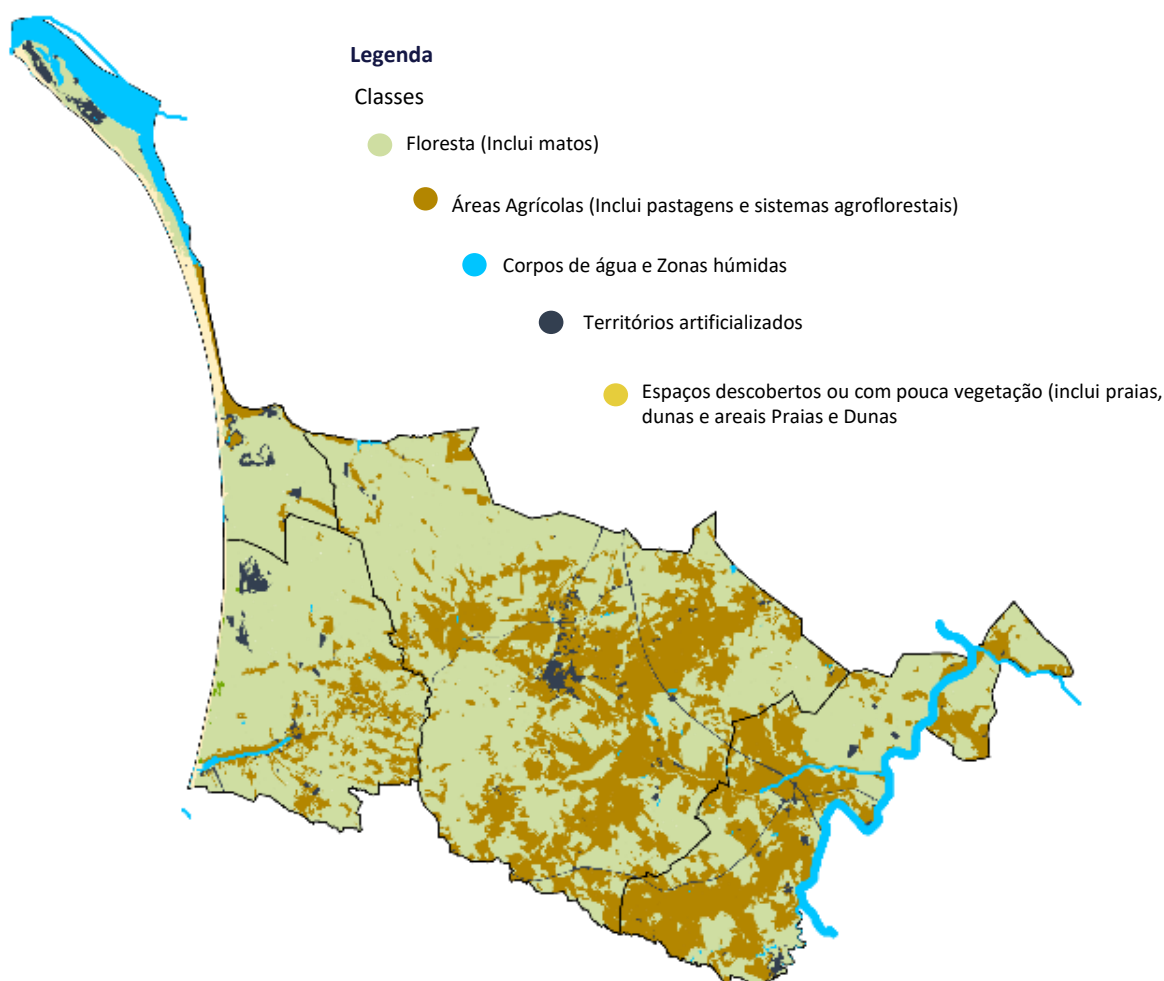 Legenda
Classes
Floresta (Inclui matos)
Áreas Agrícolas (Inclui pastagens e sistemas agroflorestais)
Corpos de água e Zonas húmidas
Territórios artificializados
Espaços descobertos ou com pouca vegetação (inclui praias,
dunas e areais Praias e Dunas